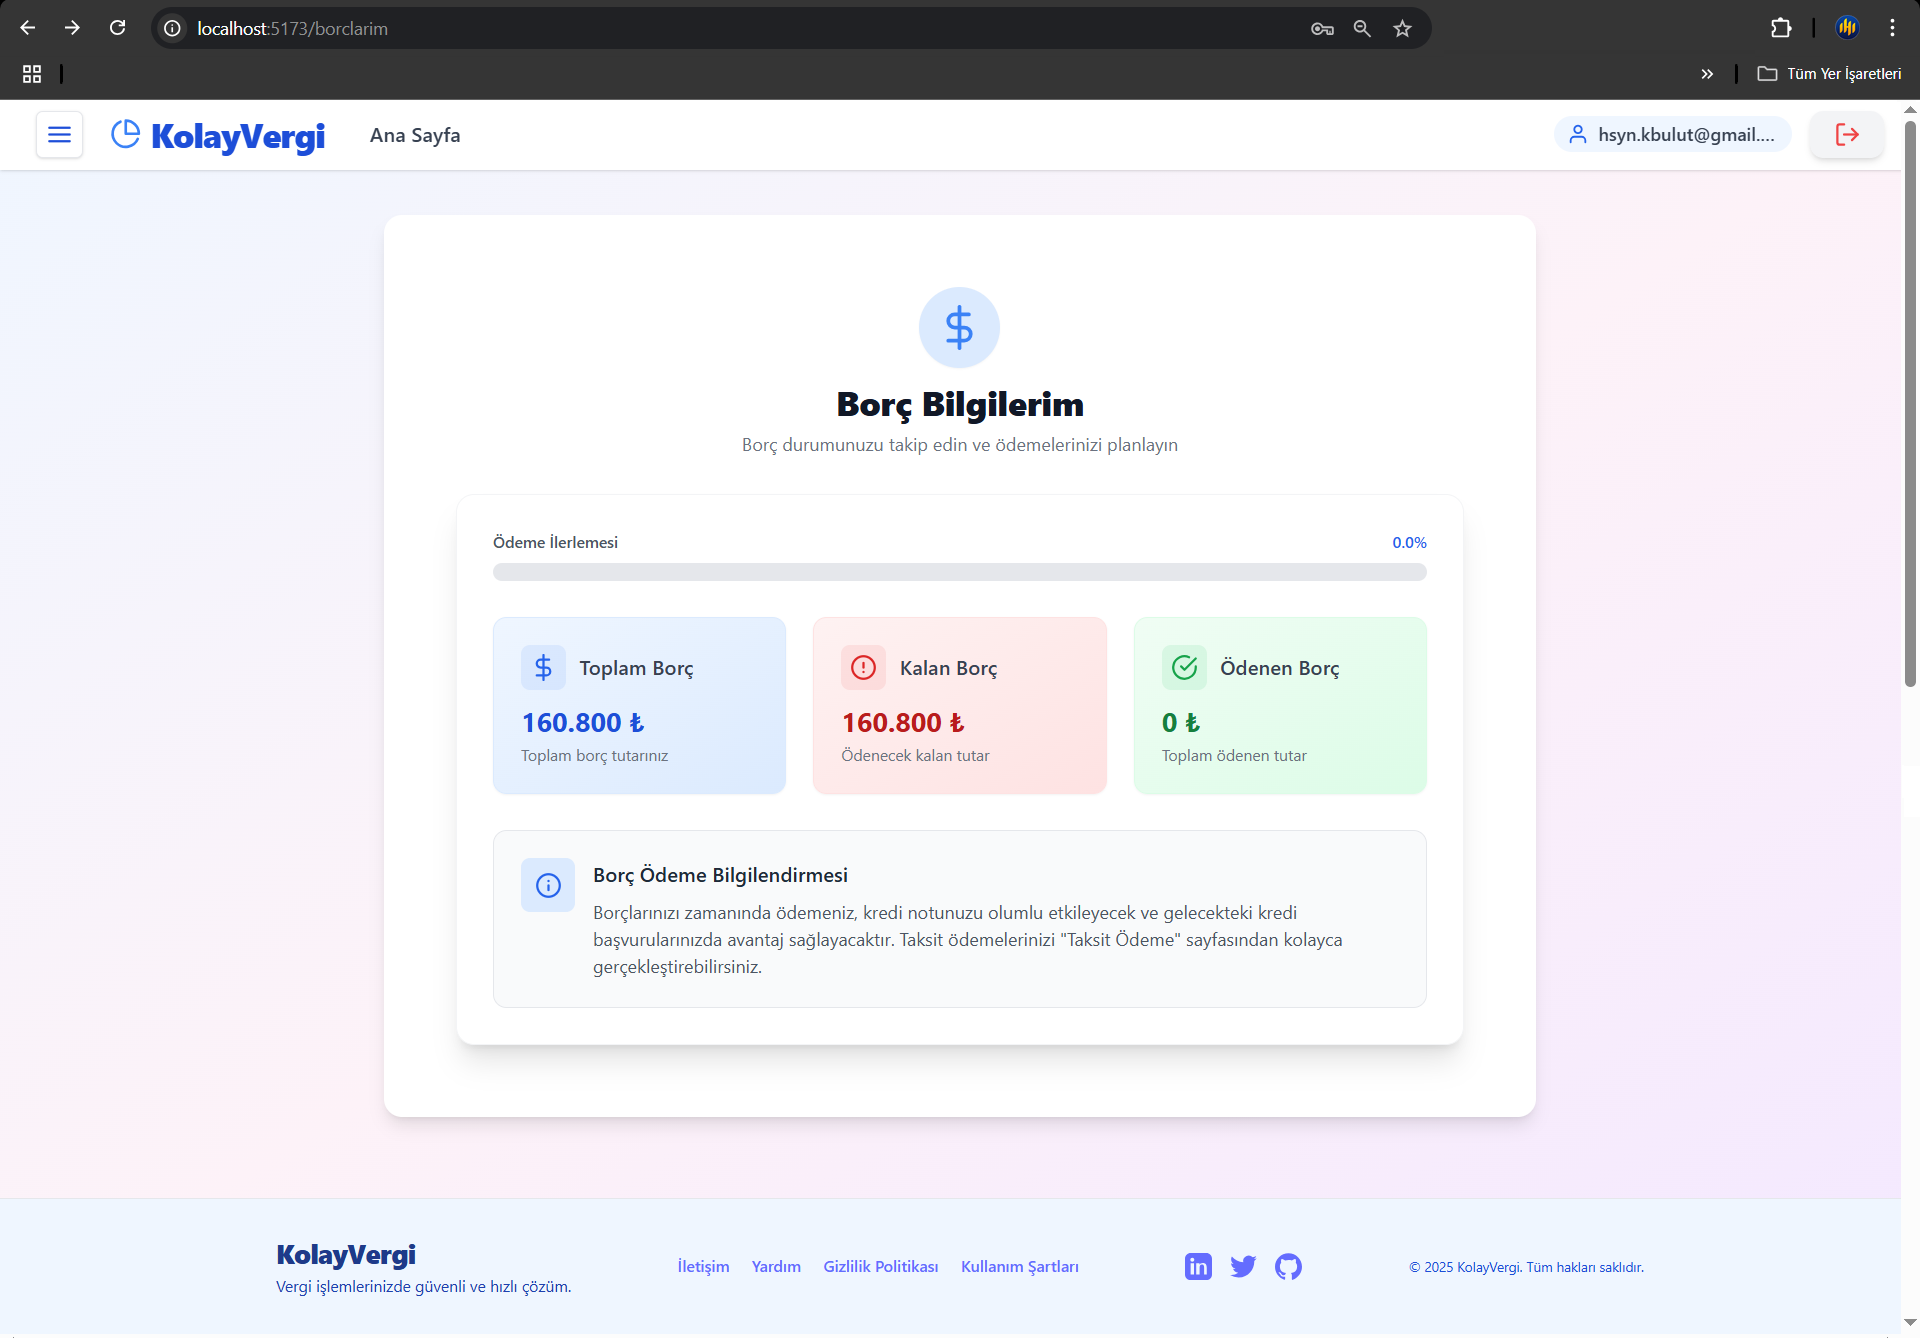 localhost:5173/borclarim
Tüm Yer İşaretleri
KolayVergi
Ana Sayfa
hsyn.kbulut@gmail....
Borç Bilgilerim
Borç durumunuzu takip edin ve ödemelerinizi planlayın
Ödeme İlerlemesi
0.0%
Toplam Borç
160.800 ₺
Toplam borç tutarınız
Kalan Borç
160.800 ₺
Ödenecek kalan tutar
Ödenen Borç
0 ₺
Toplam ödenen tutar
Borç Ödeme Bilgilendirmesi
Borçlarınızı zamanında ödemeniz, kredi notunuzu olumlu etkileyecek ve gelecekteki kredi
başvurularınızda avantaj sağlayacaktır. Taksit ödemelerinizi "Taksit Ödeme" sayfasından kolayca
gerçekleştirebilirsiniz.
KolayVergi
Vergi işlemlerinizde güvenli ve hızlı çözüm.
İletişim
Yardım
Gizlilik Politikası
Kullanım Şartları
© 2025 KolayVergi. Tüm hakları saklıdır.